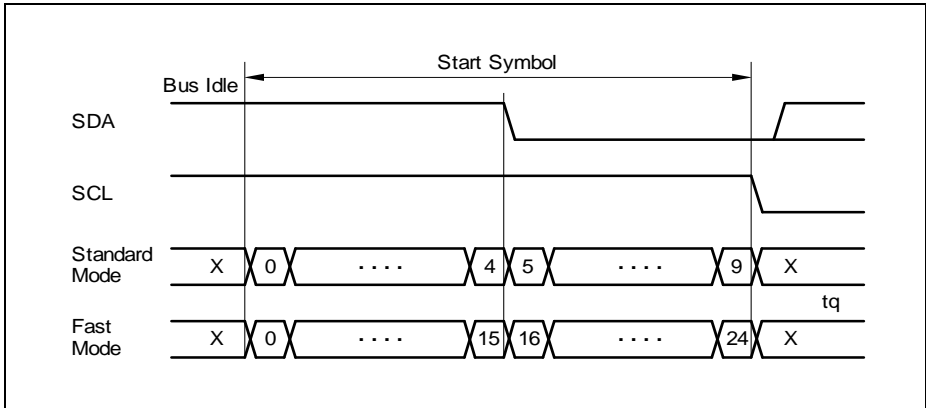 Start Symbol
Bus Idle
SDA
SCL
Standard
Mode
X 0 .... 4 5 .... 9 X
tq
Fast
Mode
X 0 .... 15 16 .... 24 X